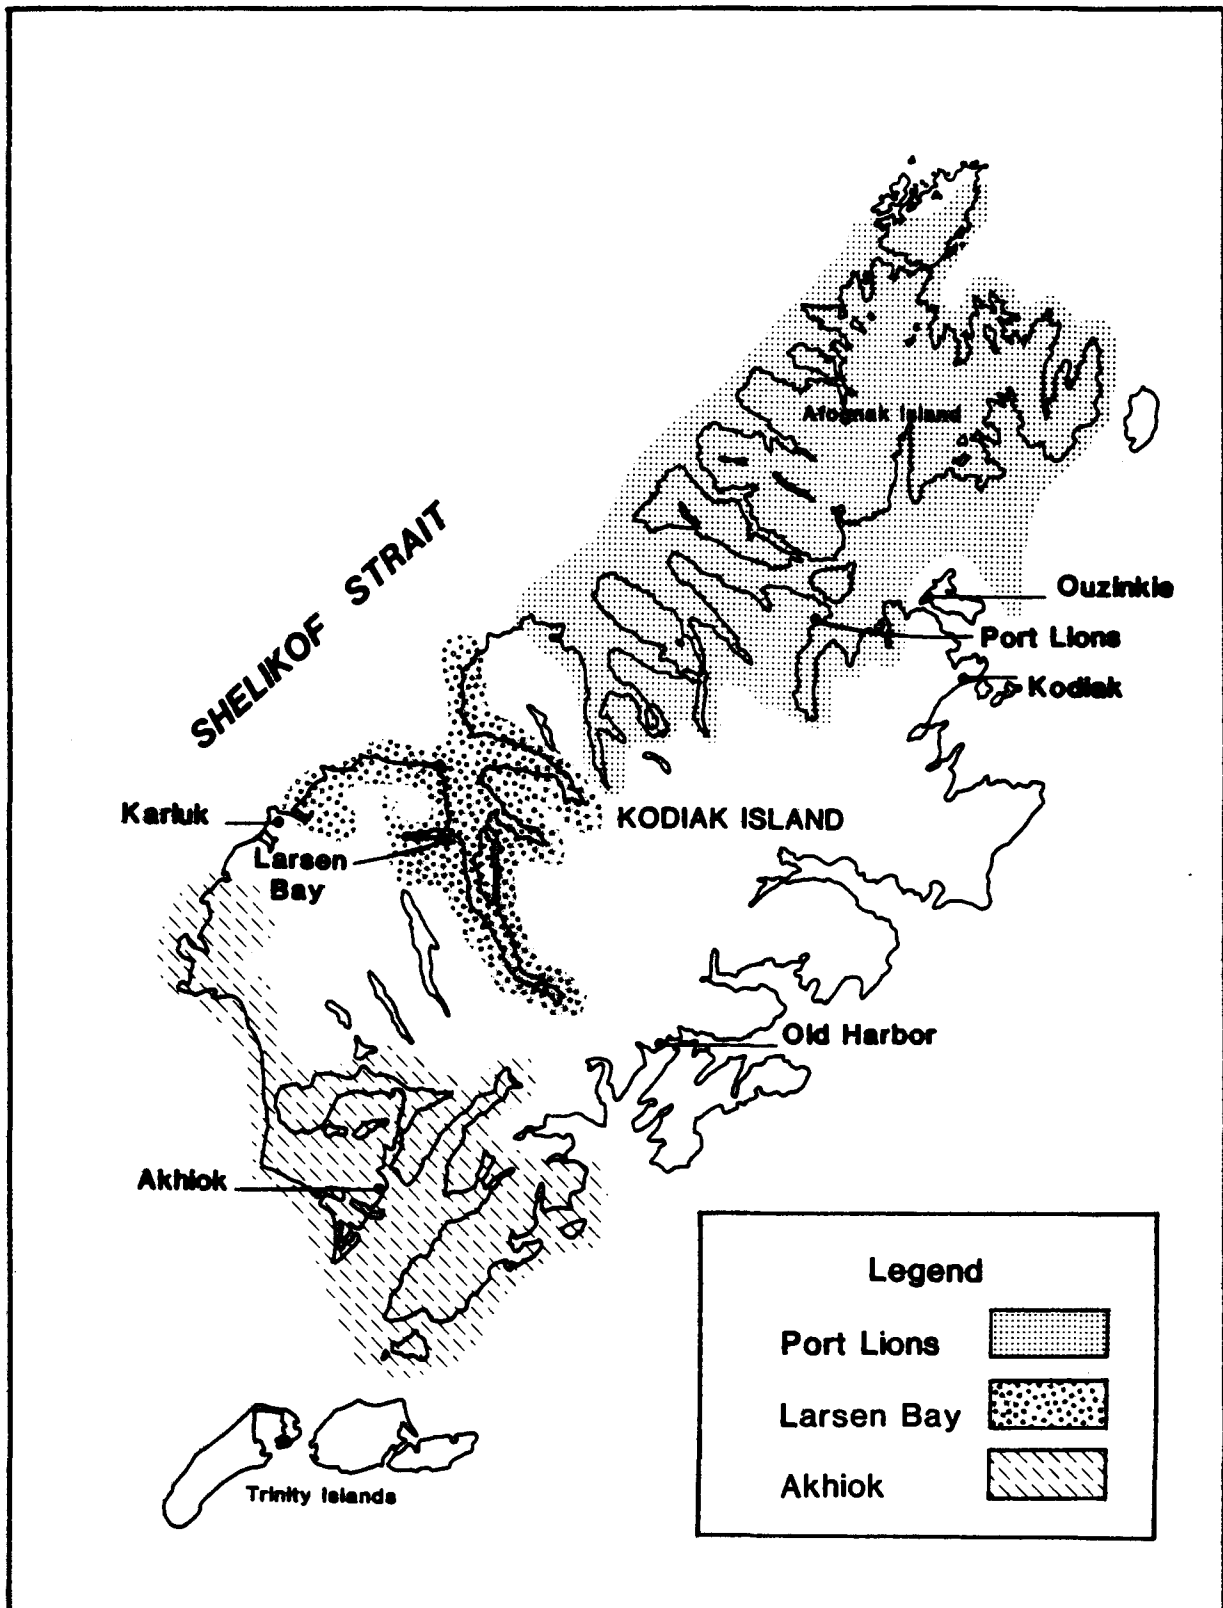 Afognak Island
SHELIKOF STRAIT
Ouzinkie
Port Lions
Kodiak
Karluk
KODIAK ISLAND
Larsen
Bay
Old Harbor
Akhiok
Legend
Port Lions
Larsen Bay
Akhiok
Trinity Islands